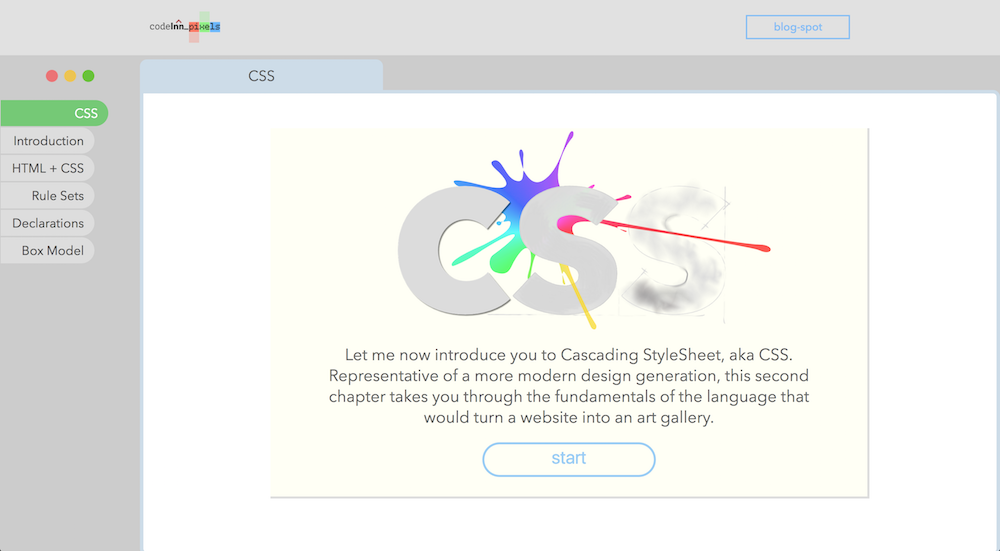 codeInn_pixels
blog-spot
CSS
CSS
Introduction
HTML + CSS
Rule Sets
Declarations
Box Model
CSS
Let me now introduce you to Cascading StyleSheet, aka CSS.
Representative of a more modern design generation, this second
chapter takes you through the fundamentals of the language that
would turn a website into an art gallery.
start